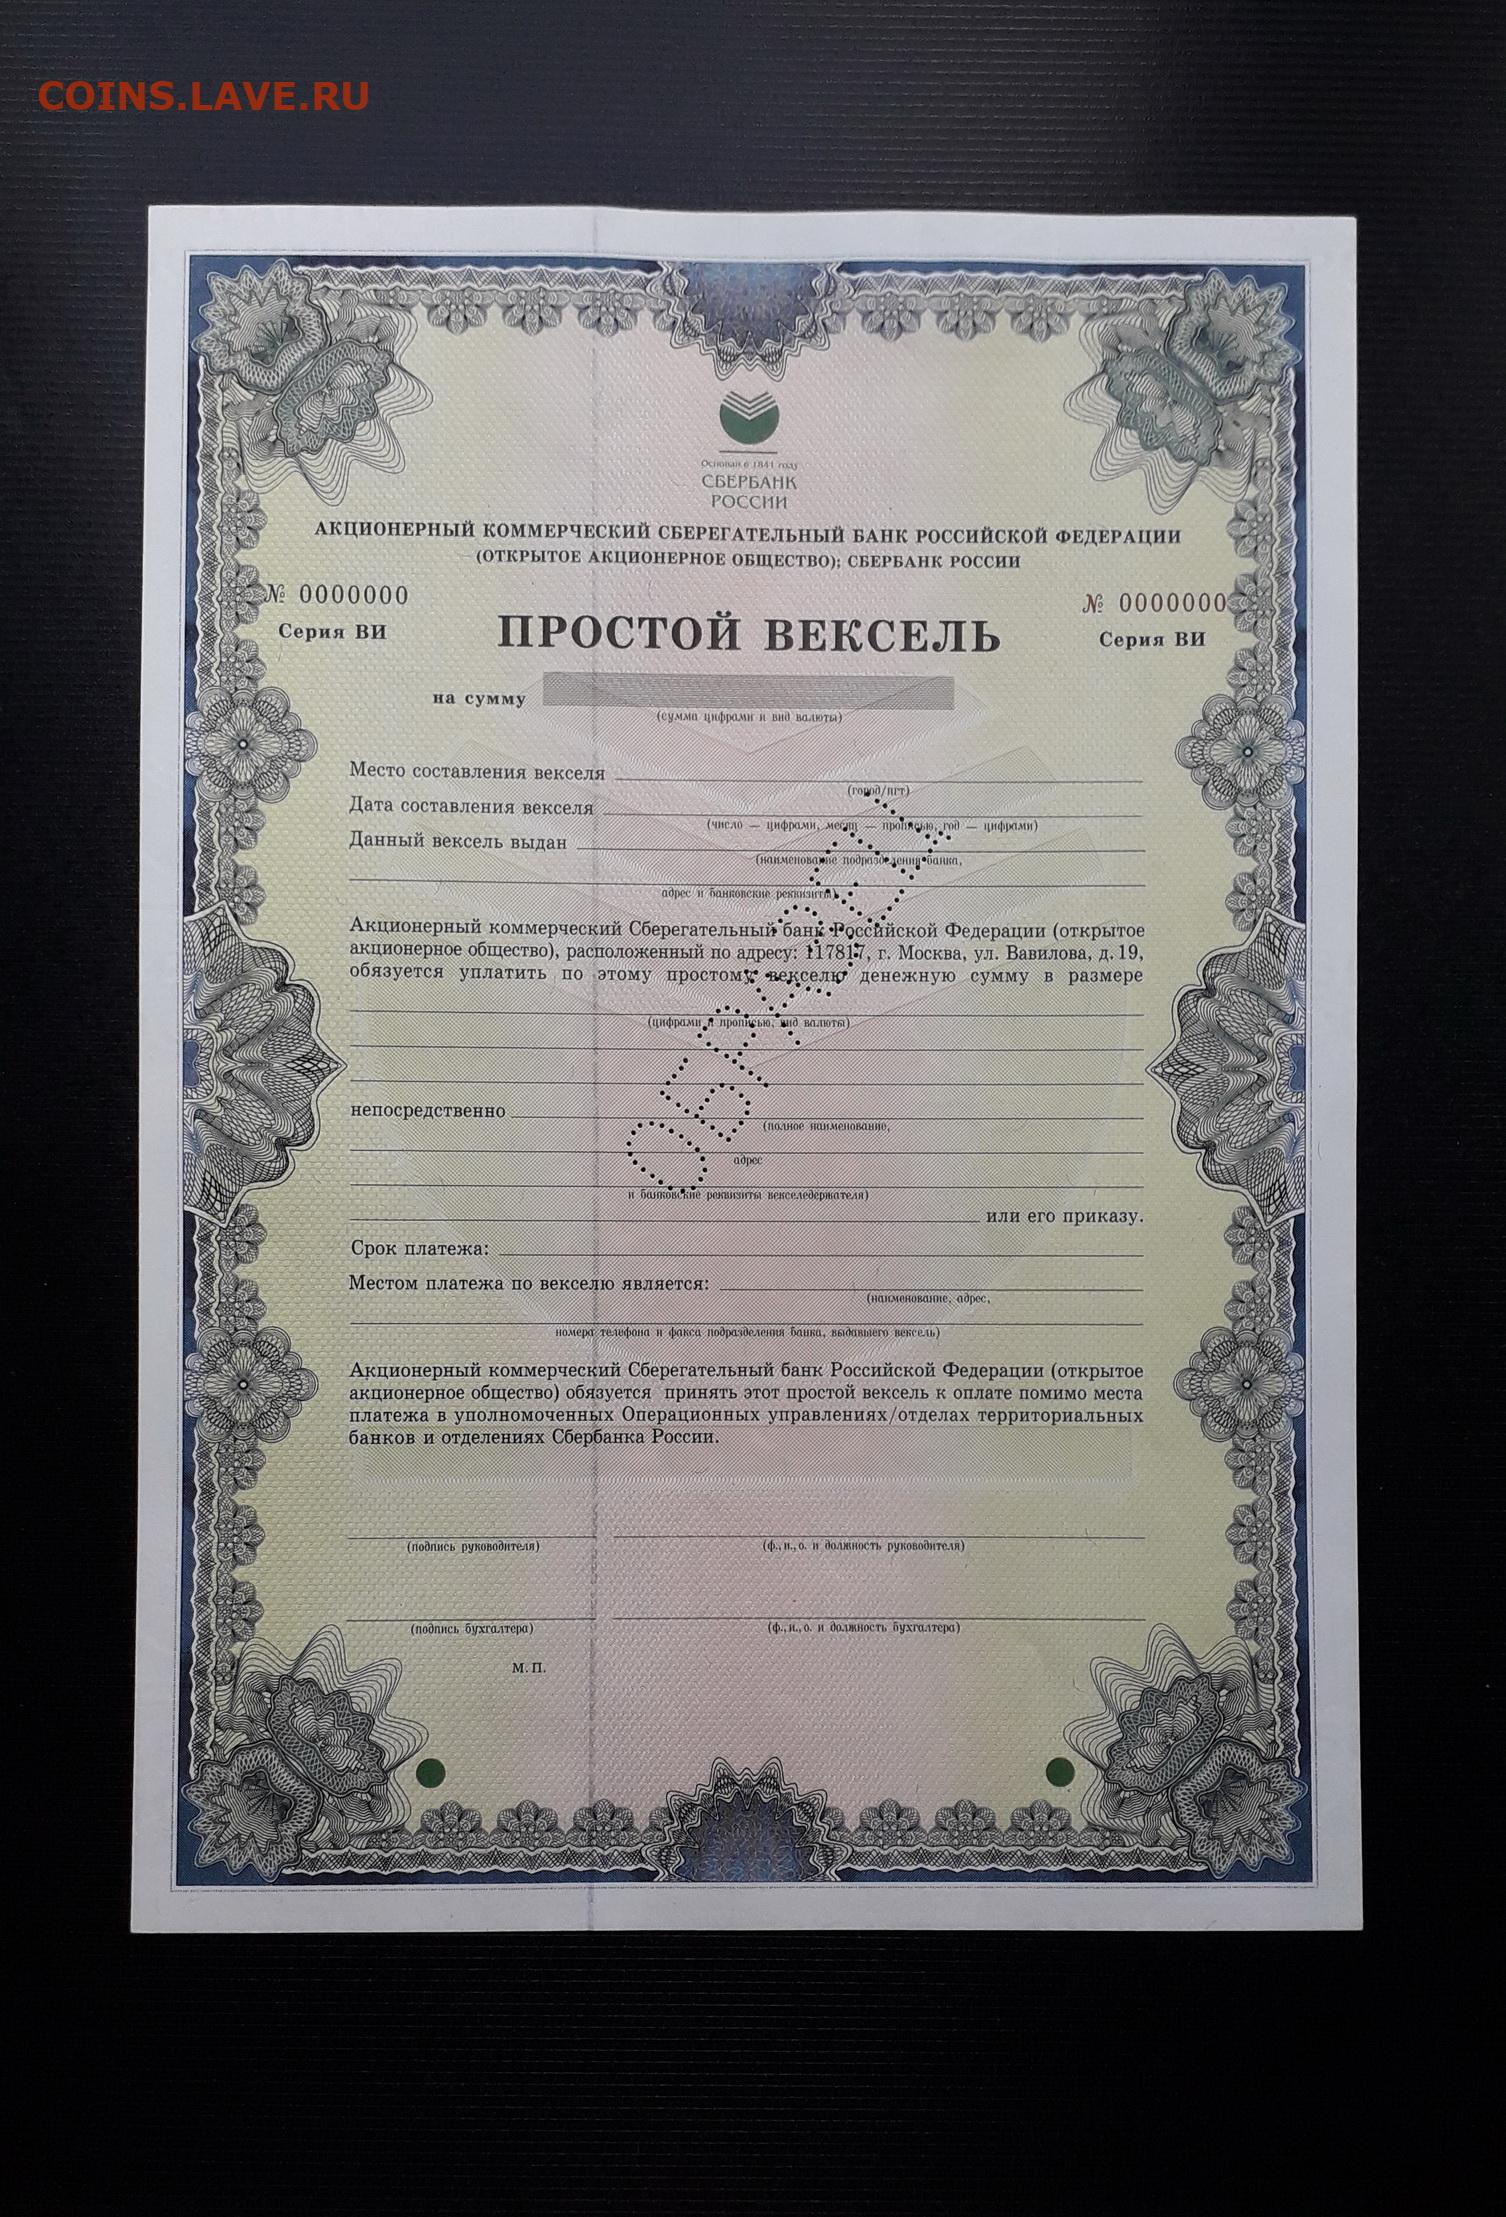 COINS.LAVE.RU
Основан в 1841 году
СБЕРБАНК
РОССИИ
АКЦИОНЕРНЫЙ КОММЕРЧЕСКИЙ СБЕРЕГАТЕЛЬНЫЙ БАНК РОССИЙСКОЙ ФЕДЕРАЦИИ
(ОТКРЫТОЕ АКЦИОНЕРНОЕ ОБЩЕСТВО); СБЕРБАНК РОССИИ
№ 0000000 № 0000000
Серия ВИ Серия ВИ
ПРОСТОЙ ВЕКСЕЛЬ
на сумму
(сумма цифрами и вид валюты)
Место составления векселя
(город/пгт)
Дата составления векселя
(число — цифрами, месяц — прописью, год — цифрами)
Данный вексель выдан
(наименование подразделения банка,
адрес и банковские реквизиты)
Акционерный коммерческий Сберегательный банк Российской Федерации (открытое
акционерное общество), расположенный по адресу: 117817, г. Москва, ул. Вавилова, д. 19,
обязуется уплатить по этому простому векселю денежную сумму в размере
(цифрами и прописью, вид валюты)
ОБРАЗЕЦ
непосредственно
(полное наименование,
адрес
и банковские реквизиты векселедержателя)
или его приказу.
Срок платежа:
Местом платежа по векселю является:
(наименование, адрес,
номера телефона и факса подразделения банка, выдавшего вексель)
Акционерный коммерческий Сберегательный банк Российской Федерации (открытое
акционерное общество) обязуется принять этот простой вексель к оплате помимо места
платежа в уполномоченных Операционных управлениях/отделах территориальных
банков и отделениях Сбербанка России.
(подпись руководителя) (ф., и., о. и должность руководителя)
(подпись бухгалтера) (ф., и., о. и должность бухгалтера)
М.П.